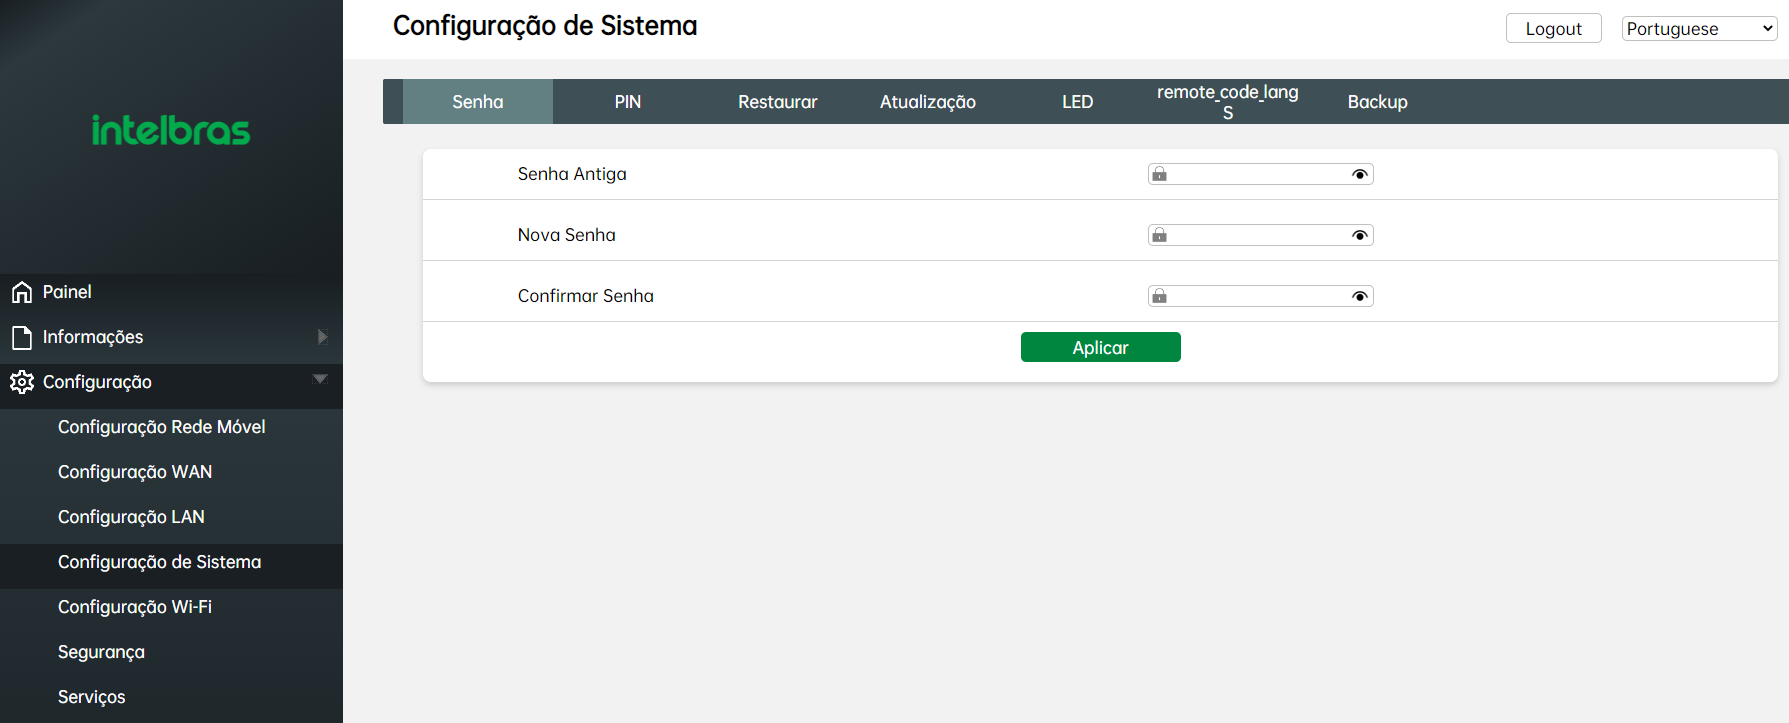 intelbras
Painel
Informações
Configuração
Configuração Rede Móvel
Configuração WAN
Configuração LAN
Configuração de Sistema
Configuração Wi-Fi
Segurança
Serviços
Configuração de Sistema
Logout
Portuguese
Senha
PIN
Restaurar
Atualização
LED
remote_code_lang
S
Backup
Senha Antiga
Nova Senha
Confirmar Senha
Aplicar